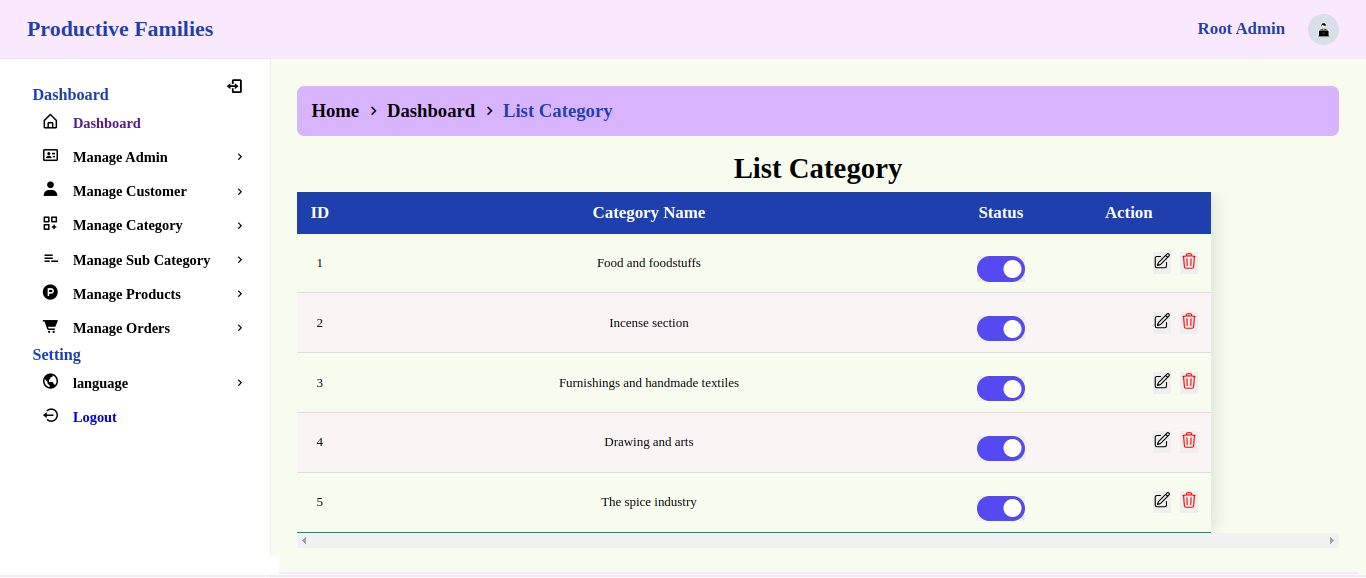 Productive Families
Root Admin
Dashboard
Dashboard
Manage Admin
Manage Customer
Manage Category
Manage Sub Category
Manage Products
Manage Orders
Setting
language
Logout
Home > Dashboard > List Category
List Category
ID Category Name Status Action
1 Food and foodstuffs
2 Incense section
3 Furnishings and handmade textiles
4 Drawing and arts
5 The spice industry